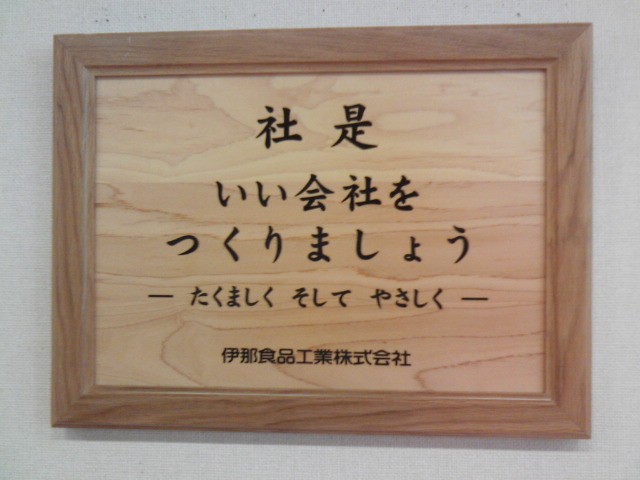 社是
いい会社を
つくりましょう
― たくましく そして やさしく ―
伊那食品工業株式会社